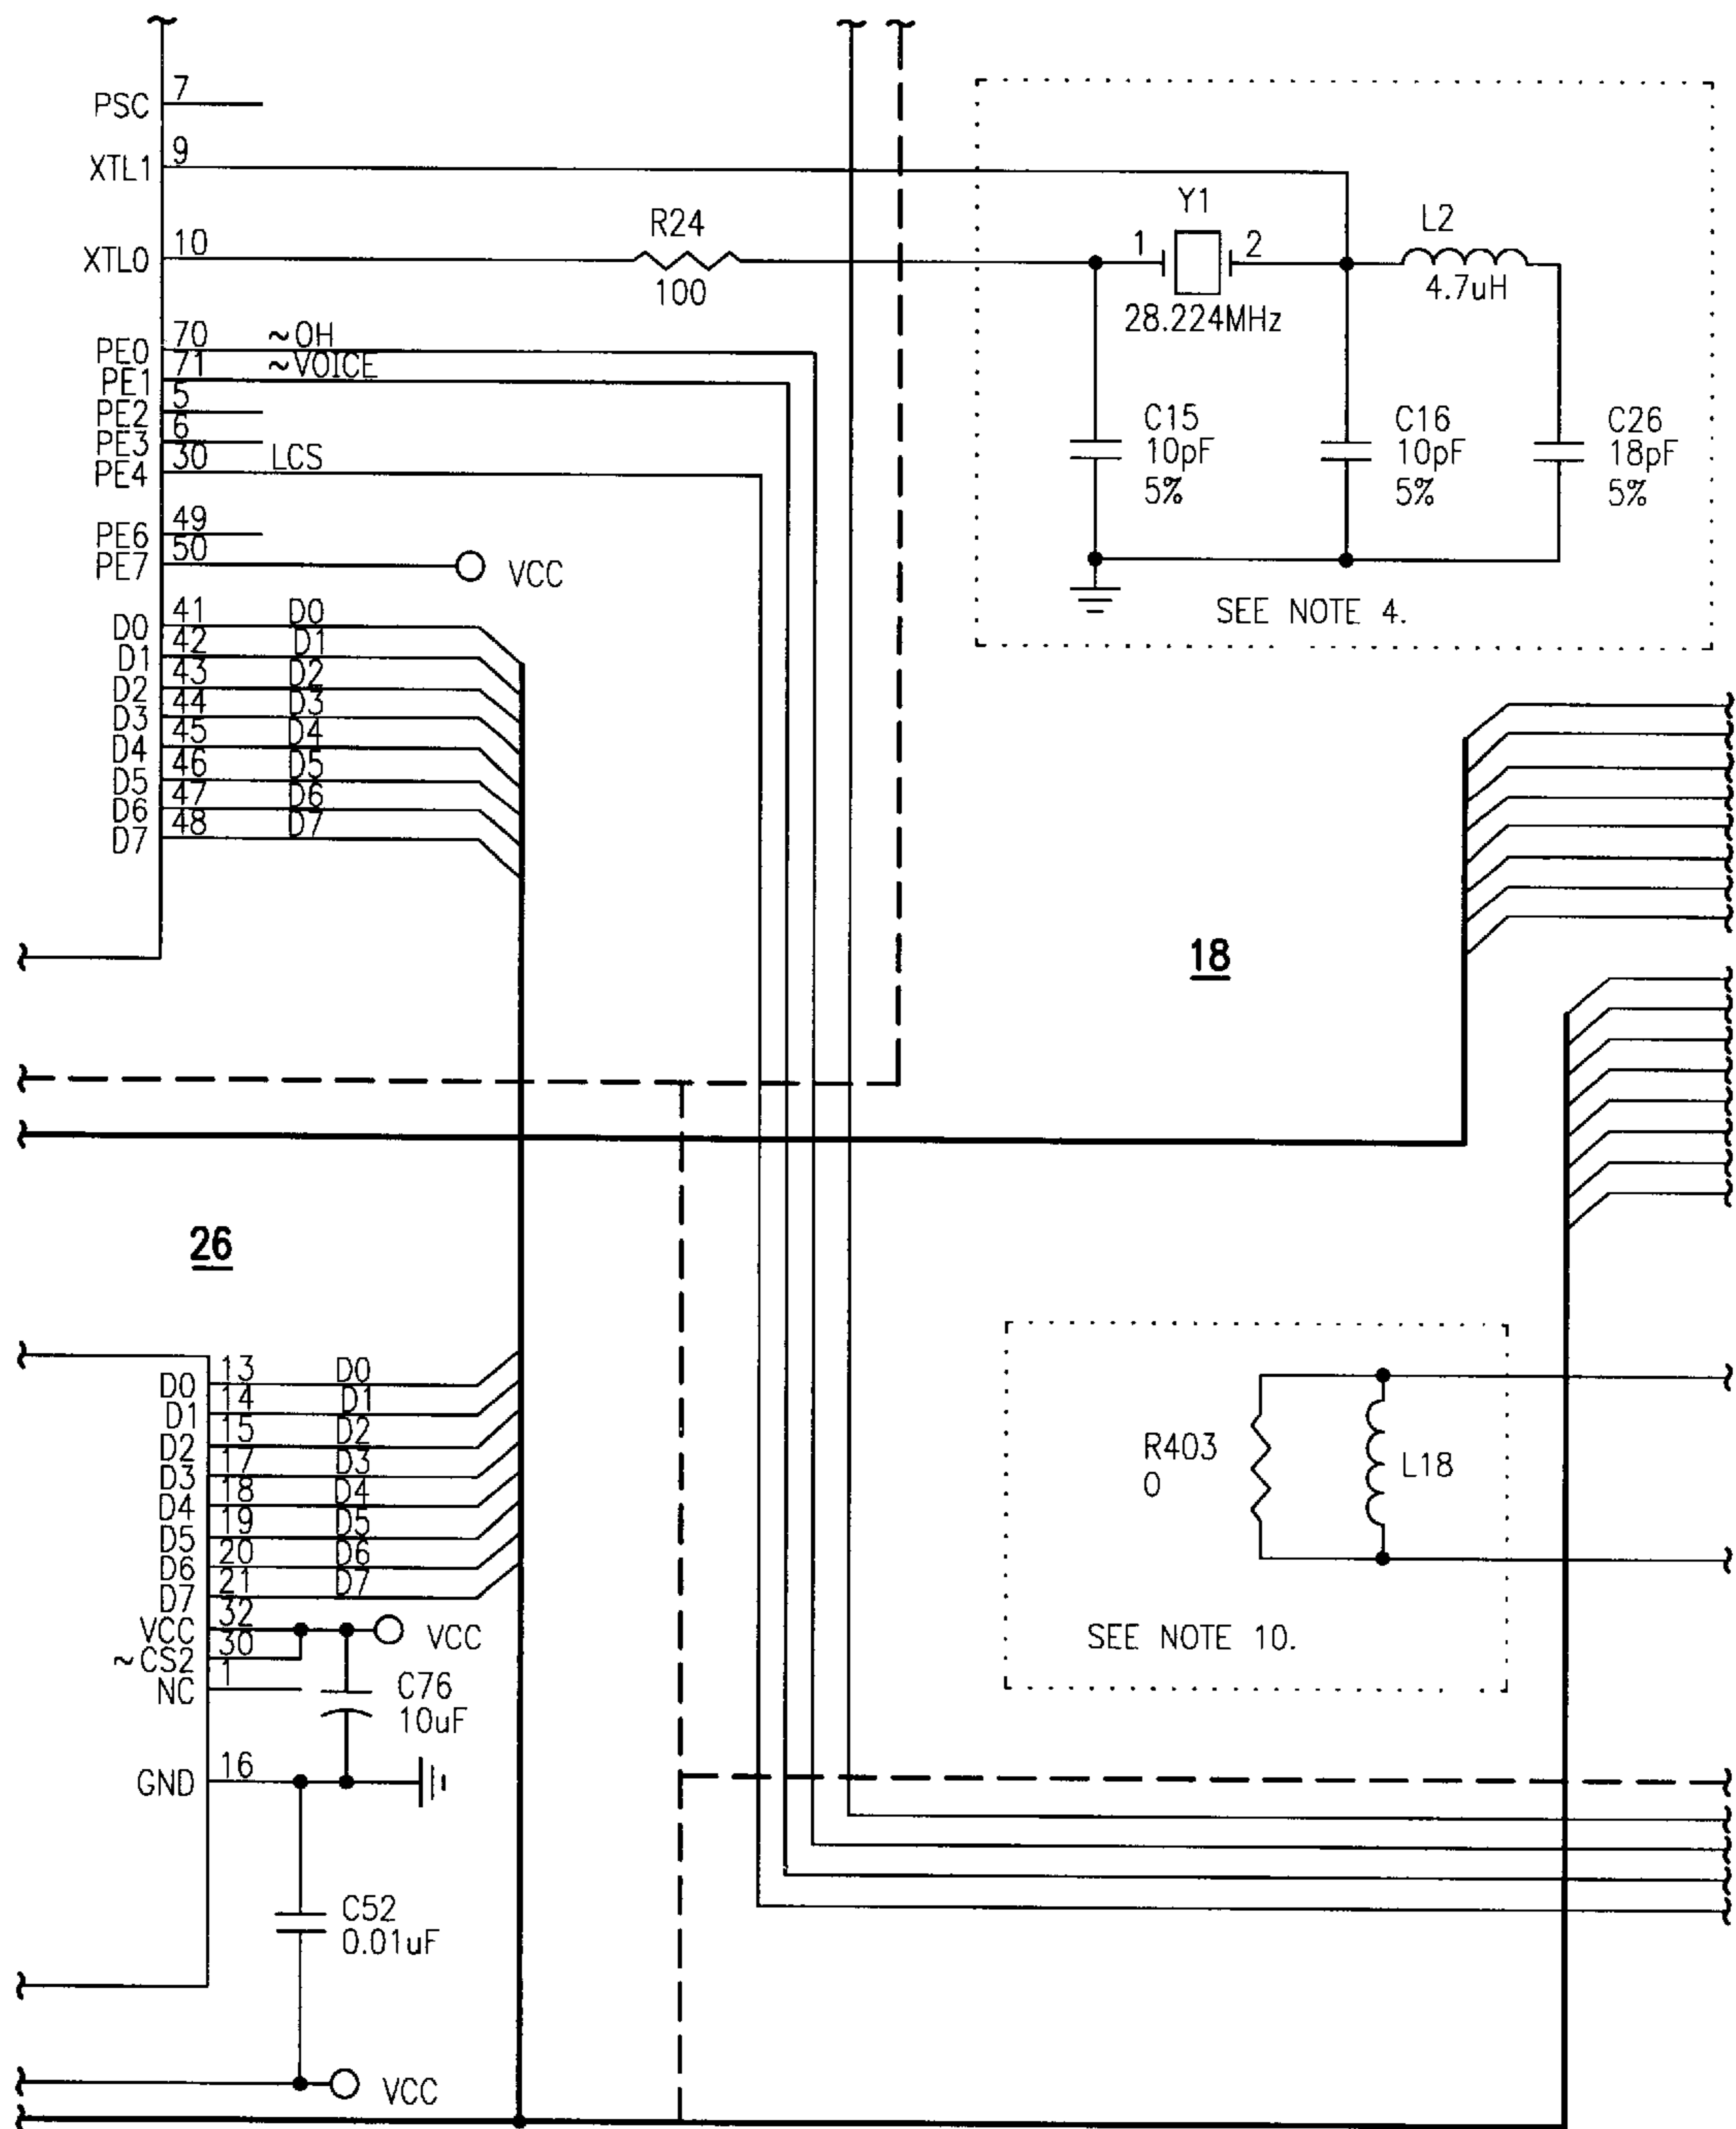 PSC 7
XTL1 9
XTLO 10
R24
100
Y1
1 2
28.224MHz
L2
4.7uH
PE0 70 ~OH
PE1 71 ~VOICE
PE2 5
PE3 6
PE4 30 LCS
PE6 49
PE7 50
VCC
C15
10pF
5%
C16
10pF
5%
C26
18pF
5%
SEE NOTE 4.
D0 41 D0
D1 42 D1
D2 43 D2
D3 44 D3
D4 45 D4
D5 46 D5
D6 47 D6
D7 48 D7
18
26
D0 13 D0
D1 14 D1
D2 15 D2
D3 17 D3
D4 18 D4
D5 19 D5
D6 20 D6
D7 21 D7
VCC 32 VCC
~CS2 30
NC 1
C76
10uF
GND 16
C52
0.01uF
VCC
R403
0
L18
SEE NOTE 10.